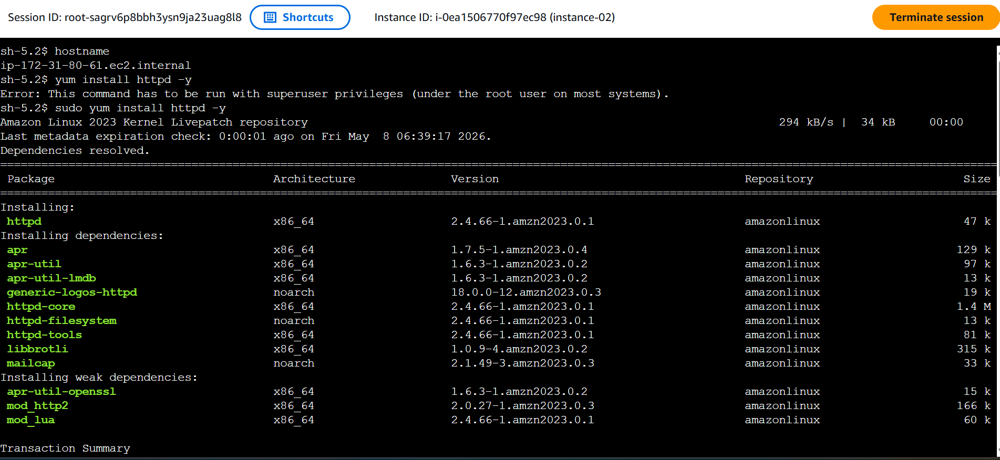 Session ID: root-sagrv6p8bbh3ysn9ja23uag8l8 Shortcuts Instance ID: i-0ea1506770f97ec98 (instance-02) Terminate session
sh-5.2$ hostname
ip-172-31-80-61.ec2.internal
sh-5.2$ yum install httpd -y
Error: This command has to be run with superuser privileges (under the root user on most systems).
sh-5.2$ sudo yum install httpd -y
Amazon Linux 2023 Kernel Livepatch repository 294 kB/s | 34 kB 00:00
Last metadata expiration check: 0:00:01 ago on Fri May 8 06:39:17 2026.
Dependencies resolved.
================================================================================
Package Architecture Version Repository Size
================================================================================
Installing:
httpd x86_64 2.4.66-1.amzn2023.0.1 amazonlinux 47 k
Installing dependencies:
apr x86_64 1.7.5-1.amzn2023.0.4 amazonlinux 129 k
apr-util x86_64 1.6.3-1.amzn2023.0.2 amazonlinux 97 k
apr-util-lmdb x86_64 1.6.3-1.amzn2023.0.2 amazonlinux 13 k
generic-logos-httpd noarch 18.0.0-12.amzn2023.0.3 amazonlinux 19 k
httpd-core x86_64 2.4.66-1.amzn2023.0.1 amazonlinux 1.4 M
httpd-filesystem noarch 2.4.66-1.amzn2023.0.1 amazonlinux 13 k
httpd-tools x86_64 2.4.66-1.amzn2023.0.1 amazonlinux 81 k
libbrotli x86_64 1.0.9-4.amzn2023.0.2 amazonlinux 315 k
mailcap noarch 2.1.49-3.amzn2023.0.3 amazonlinux 33 k
Installing weak dependencies:
apr-util-openssl x86_64 1.6.3-1.amzn2023.0.2 amazonlinux 15 k
mod_http2 x86_64 2.0.27-1.amzn2023.0.3 amazonlinux 166 k
mod_lua x86_64 2.4.66-1.amzn2023.0.1 amazonlinux 60 k
Transaction Summary